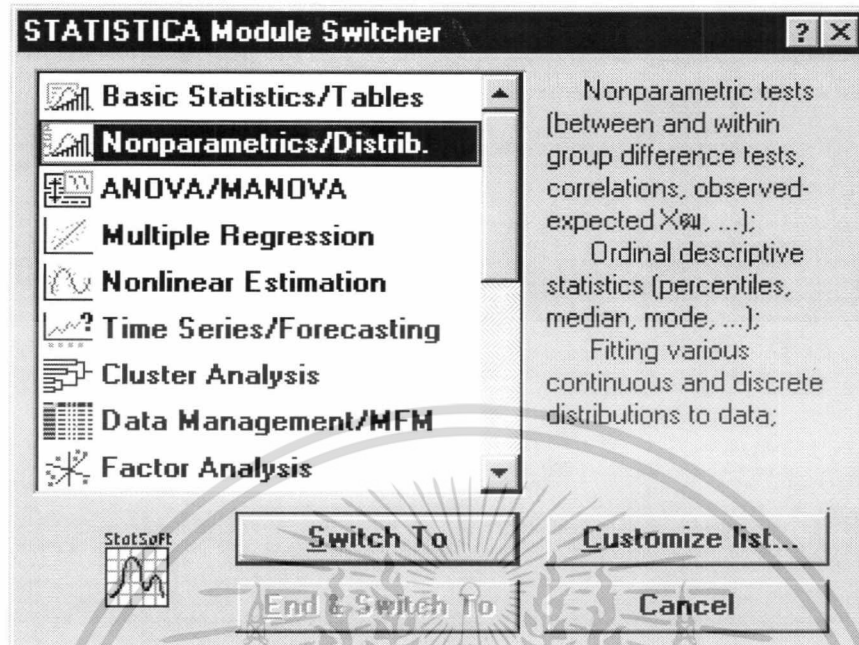 STATISTICA Module Switcher
? ×
Basic Statistics/Tables
Nonparametrics/Distrib.
ANOVA/MANOVA
Multiple Regression
Nonlinear Estimation
Time Series/Forecasting
Cluster Analysis
Data Management/MFM
Factor Analysis
Nonparametric tests
(between and within
group difference tests,
correlations, observed-
expected Xฒ, ...);
Ordinal descriptive
statistics (percentiles,
median, mode, ...);
Fitting various
continuous and discrete
distributions to data;
StatSoft
Switch To
Customize list...
End & Switch To
Cancel